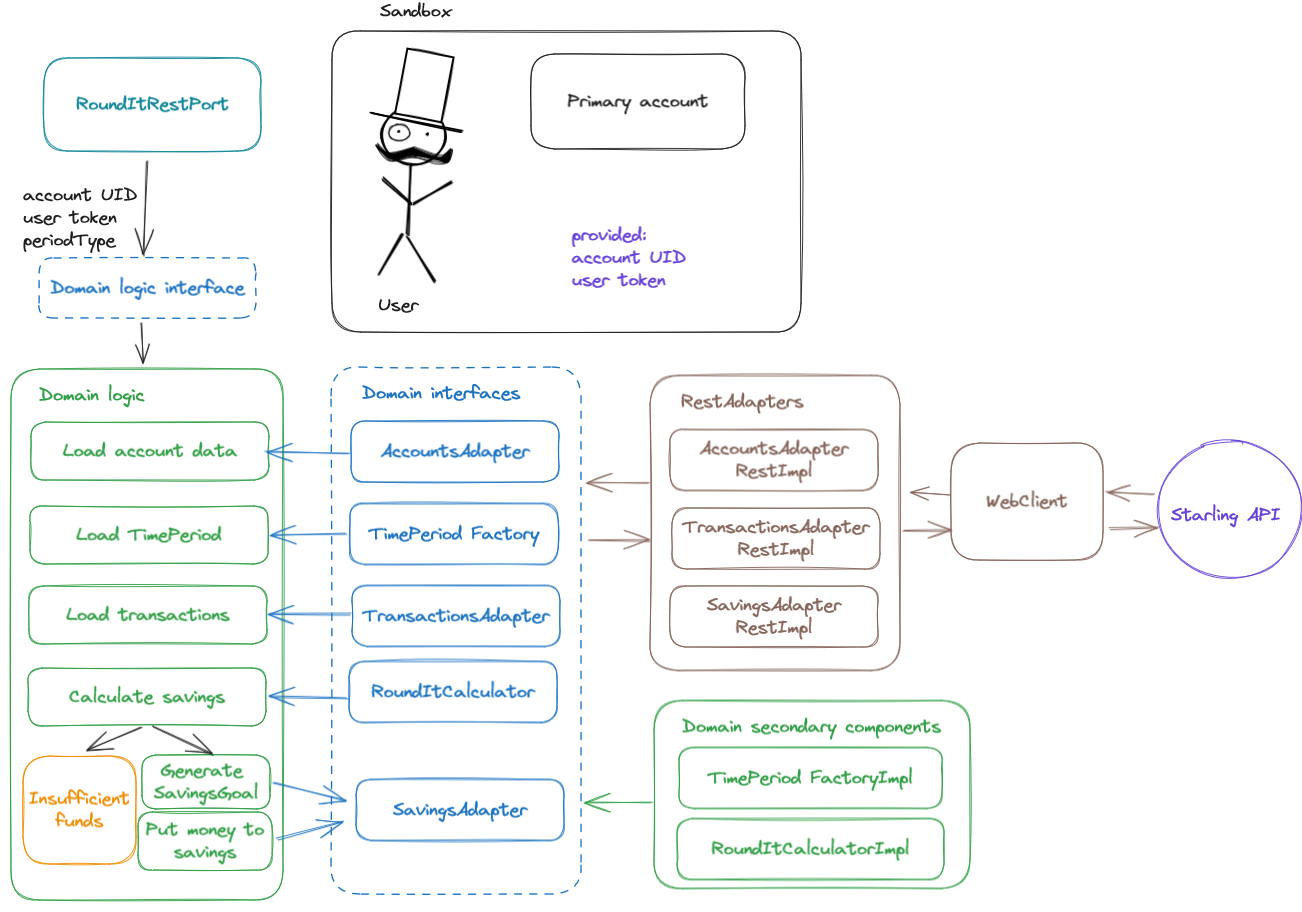 Sandbox
RoundItRestPort
Primary account
account UID
user token
periodType
provided:
account UID
user token
User
Domain logic interface
Domain logic
Load account data
Load TimePeriod
Load transactions
Calculate savings
Insufficient
funds
Generate
SavingsGoal
Put money to
savings
Domain interfaces
AccountsAdapter
TimePeriod Factory
TransactionsAdapter
RoundItCalculator
SavingsAdapter
RestAdapters
AccountsAdapter
RestImpl
TransactionsAdapter
RestImpl
SavingsAdapter
RestImpl
WebClient
Starling API
Domain secondary components
TimePeriod FactoryImpl
RoundItCalculatorImpl